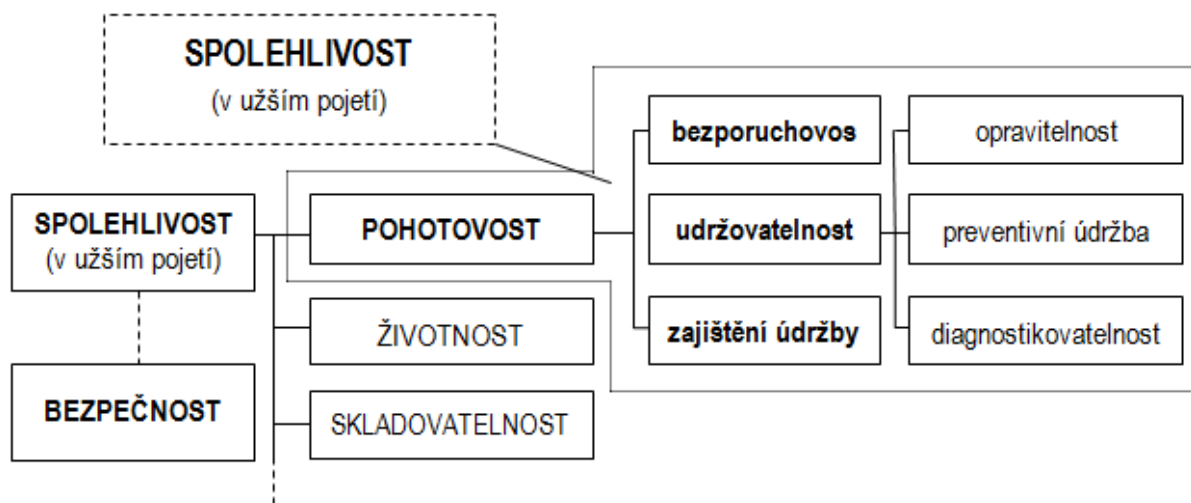 SPOLEHLIVOST
(v užším pojetí)
bezporuchovos
opravitelnost
SPOLEHLIVOST
(v užším pojetí)
POHOTOVOST
udržovatelnost
preventivní údržba
ŽIVOTNOST
zajištění údržby
diagnostikovatelnost
BEZPEČNOST
SKLADOVATELNOST